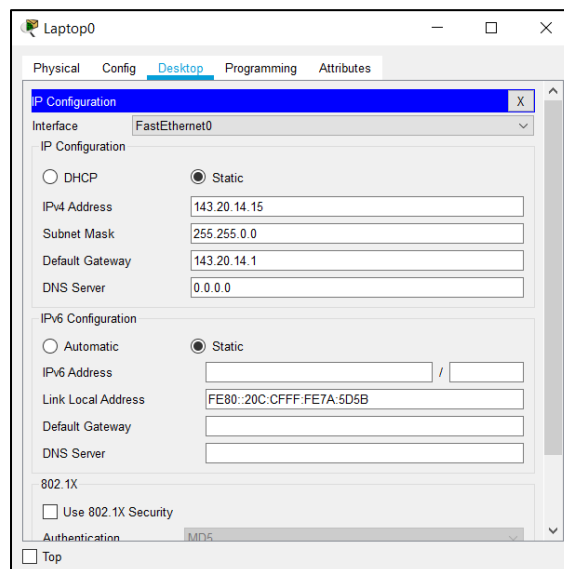 Laptop0
Physical Config Desktop Programming Attributes
IP Configuration X
Interface FastEthernet0
IP Configuration
DHCP Static
IPv4 Address 143.20.14.15
Subnet Mask 255.255.0.0
Default Gateway 143.20.14.1
DNS Server 0.0.0.0
IPv6 Configuration
Automatic Static
IPv6 Address /
Link Local Address FE80::20C:CFFF:FE7A:5D5B
Default Gateway
DNS Server
802.1X
Use 802.1X Security
Authentication MD5
Top